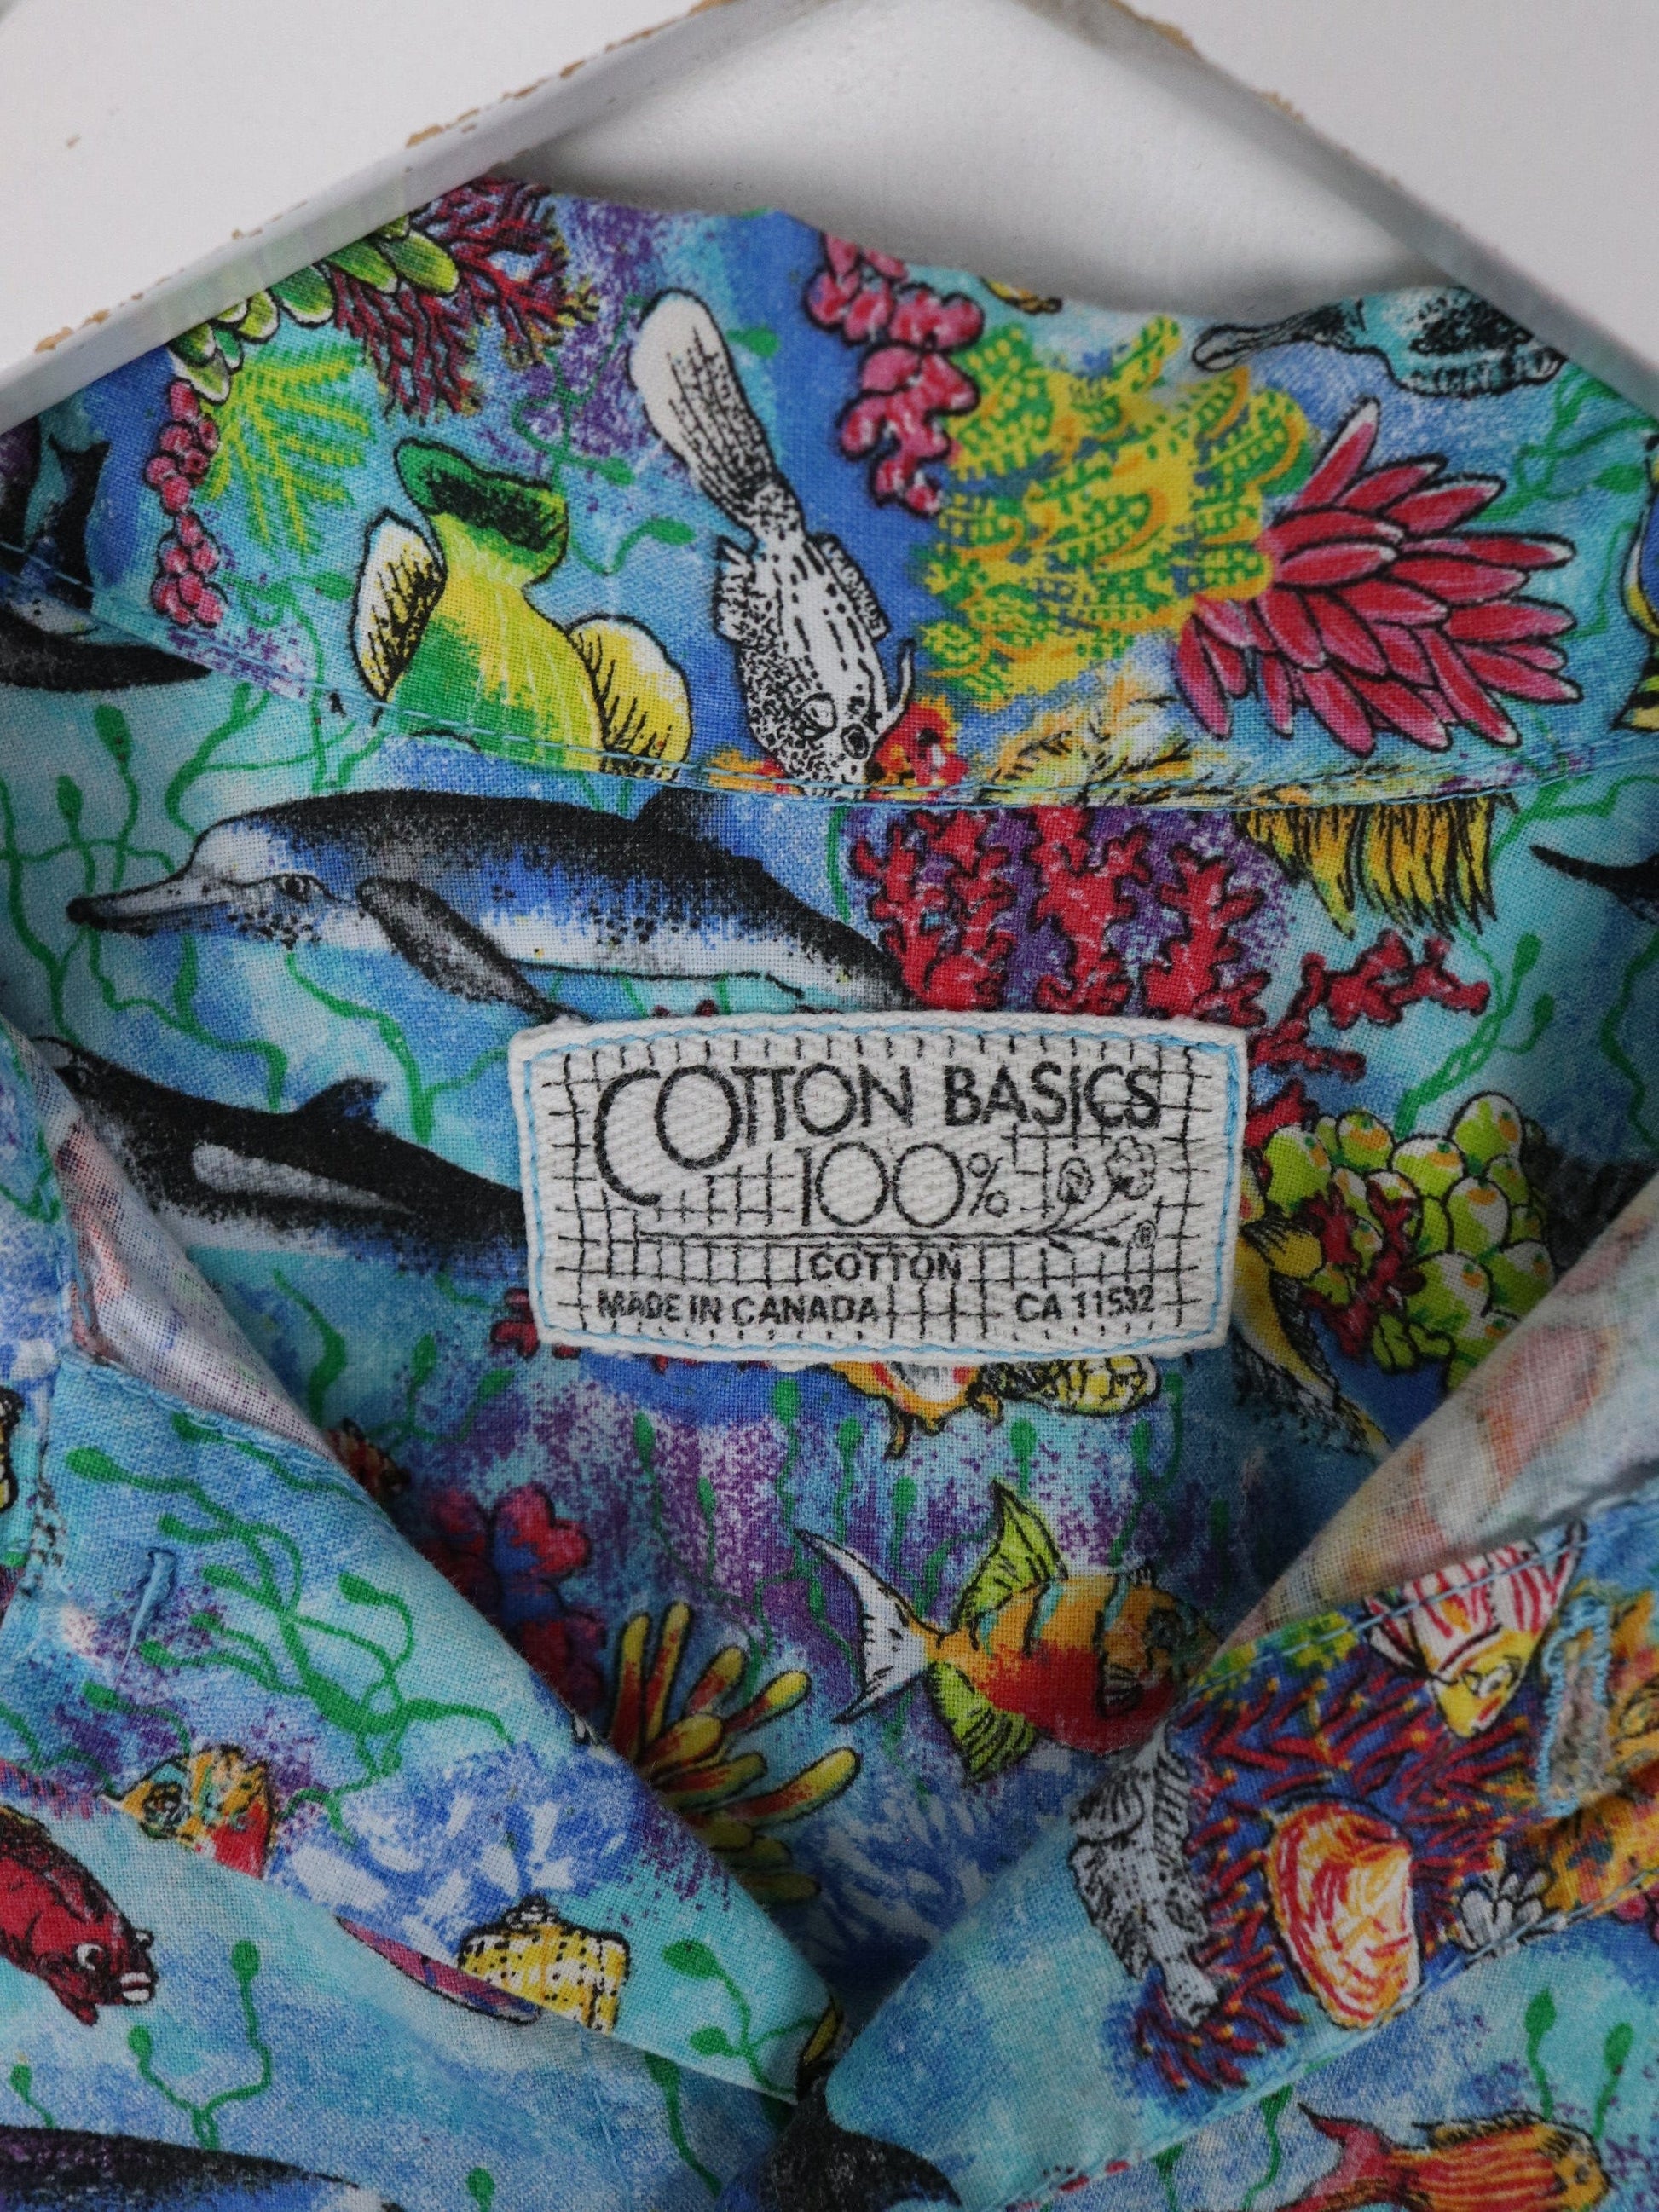 COTTON BASICS
100%
®
COTTON
MADE IN CANADA CA 11532